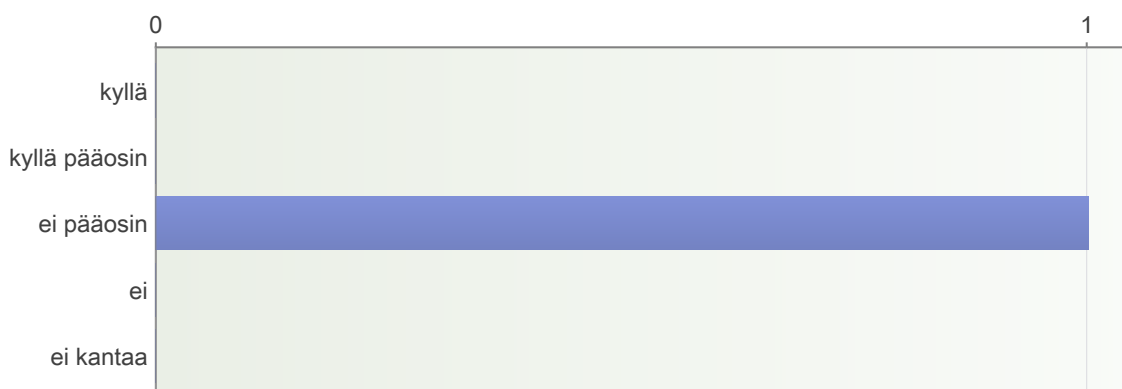 0 1
kyllä
kyllä pääosin
ei pääosin
ei
ei kantaa